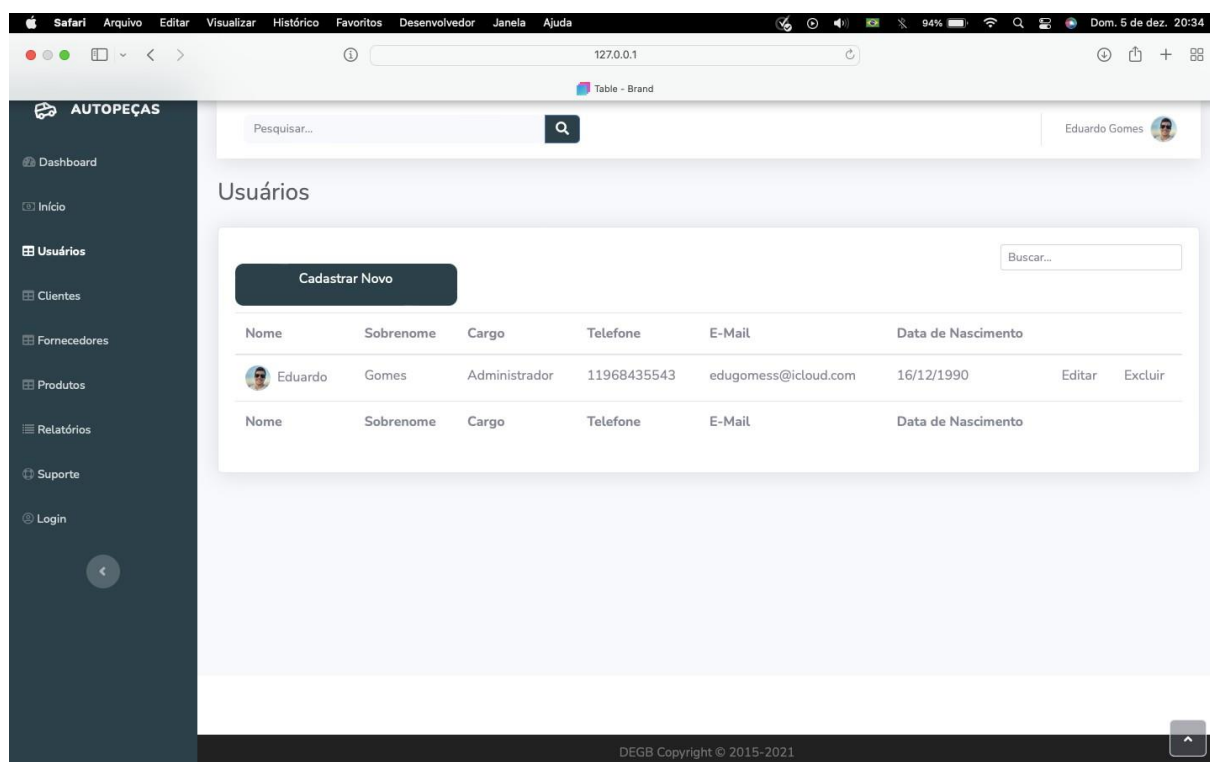 Safari Arquivo Editar Visualizar Histórico Favoritos Desenvolvedor Janela Ajuda 94% Dom. 5 de dez. 20:34
127.0.0.1
Table - Brand
AUTOPEÇAS
Pesquisar...
Eduardo Gomes
Dashboard
Início
Usuários
Clientes
Fornecedores
Produtos
Relatórios
Suporte
Login
Usuários
Buscar...
Cadastrar Novo
Nome Sobrenome Cargo Telefone E-Mail Data de Nascimento
Eduardo Gomes Administrador 11968435543 edugomess@icloud.com 16/12/1990 Editar Excluir
Nome Sobrenome Cargo Telefone E-Mail Data de Nascimento
DEGB Copyright © 2015-2021